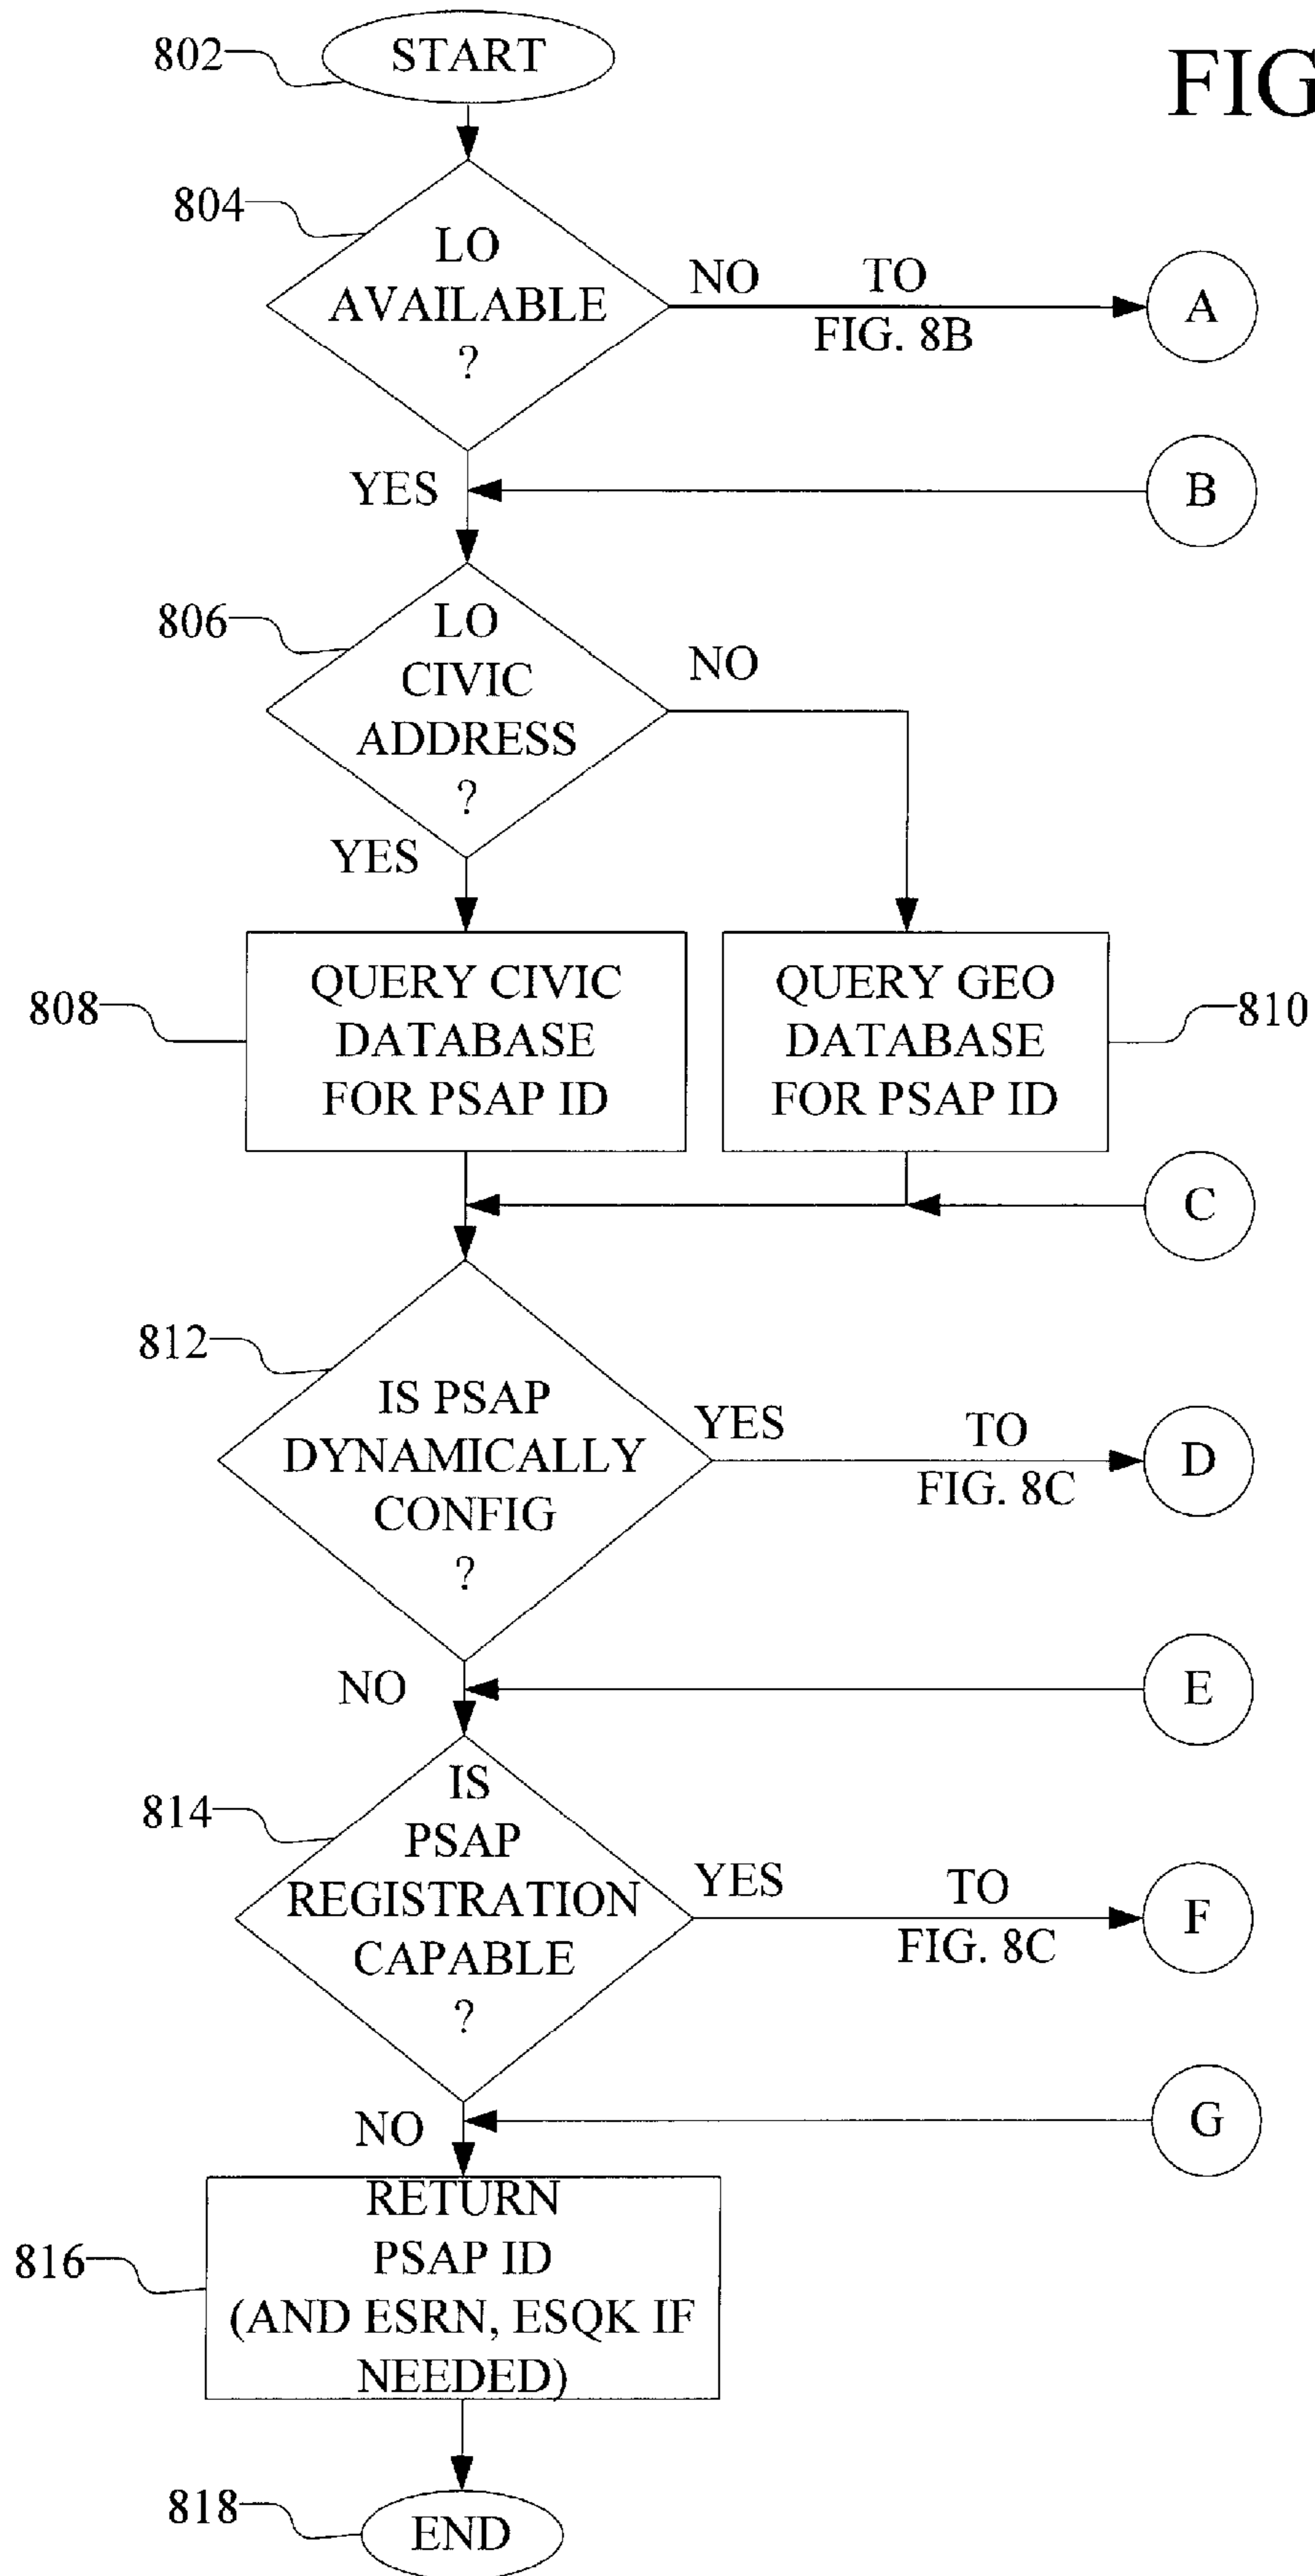 FIG
802
START
804
LO
AVAILABLE
?
NO
TO
FIG. 8B
A
YES
B
806
LO
CIVIC
ADDRESS
?
NO
YES
808
QUERY CIVIC
DATABASE
FOR PSAP ID
QUERY GEO
DATABASE
FOR PSAP ID
810
C
812
IS PSAP
DYNAMICALLY
CONFIG
?
YES
TO
FIG. 8C
D
NO
E
814
IS
PSAP
REGISTRATION
CAPABLE
?
YES
TO
FIG. 8C
F
NO
G
816
RETURN
PSAP ID
(AND ESRN, ESQK IF
NEEDED)
818
END